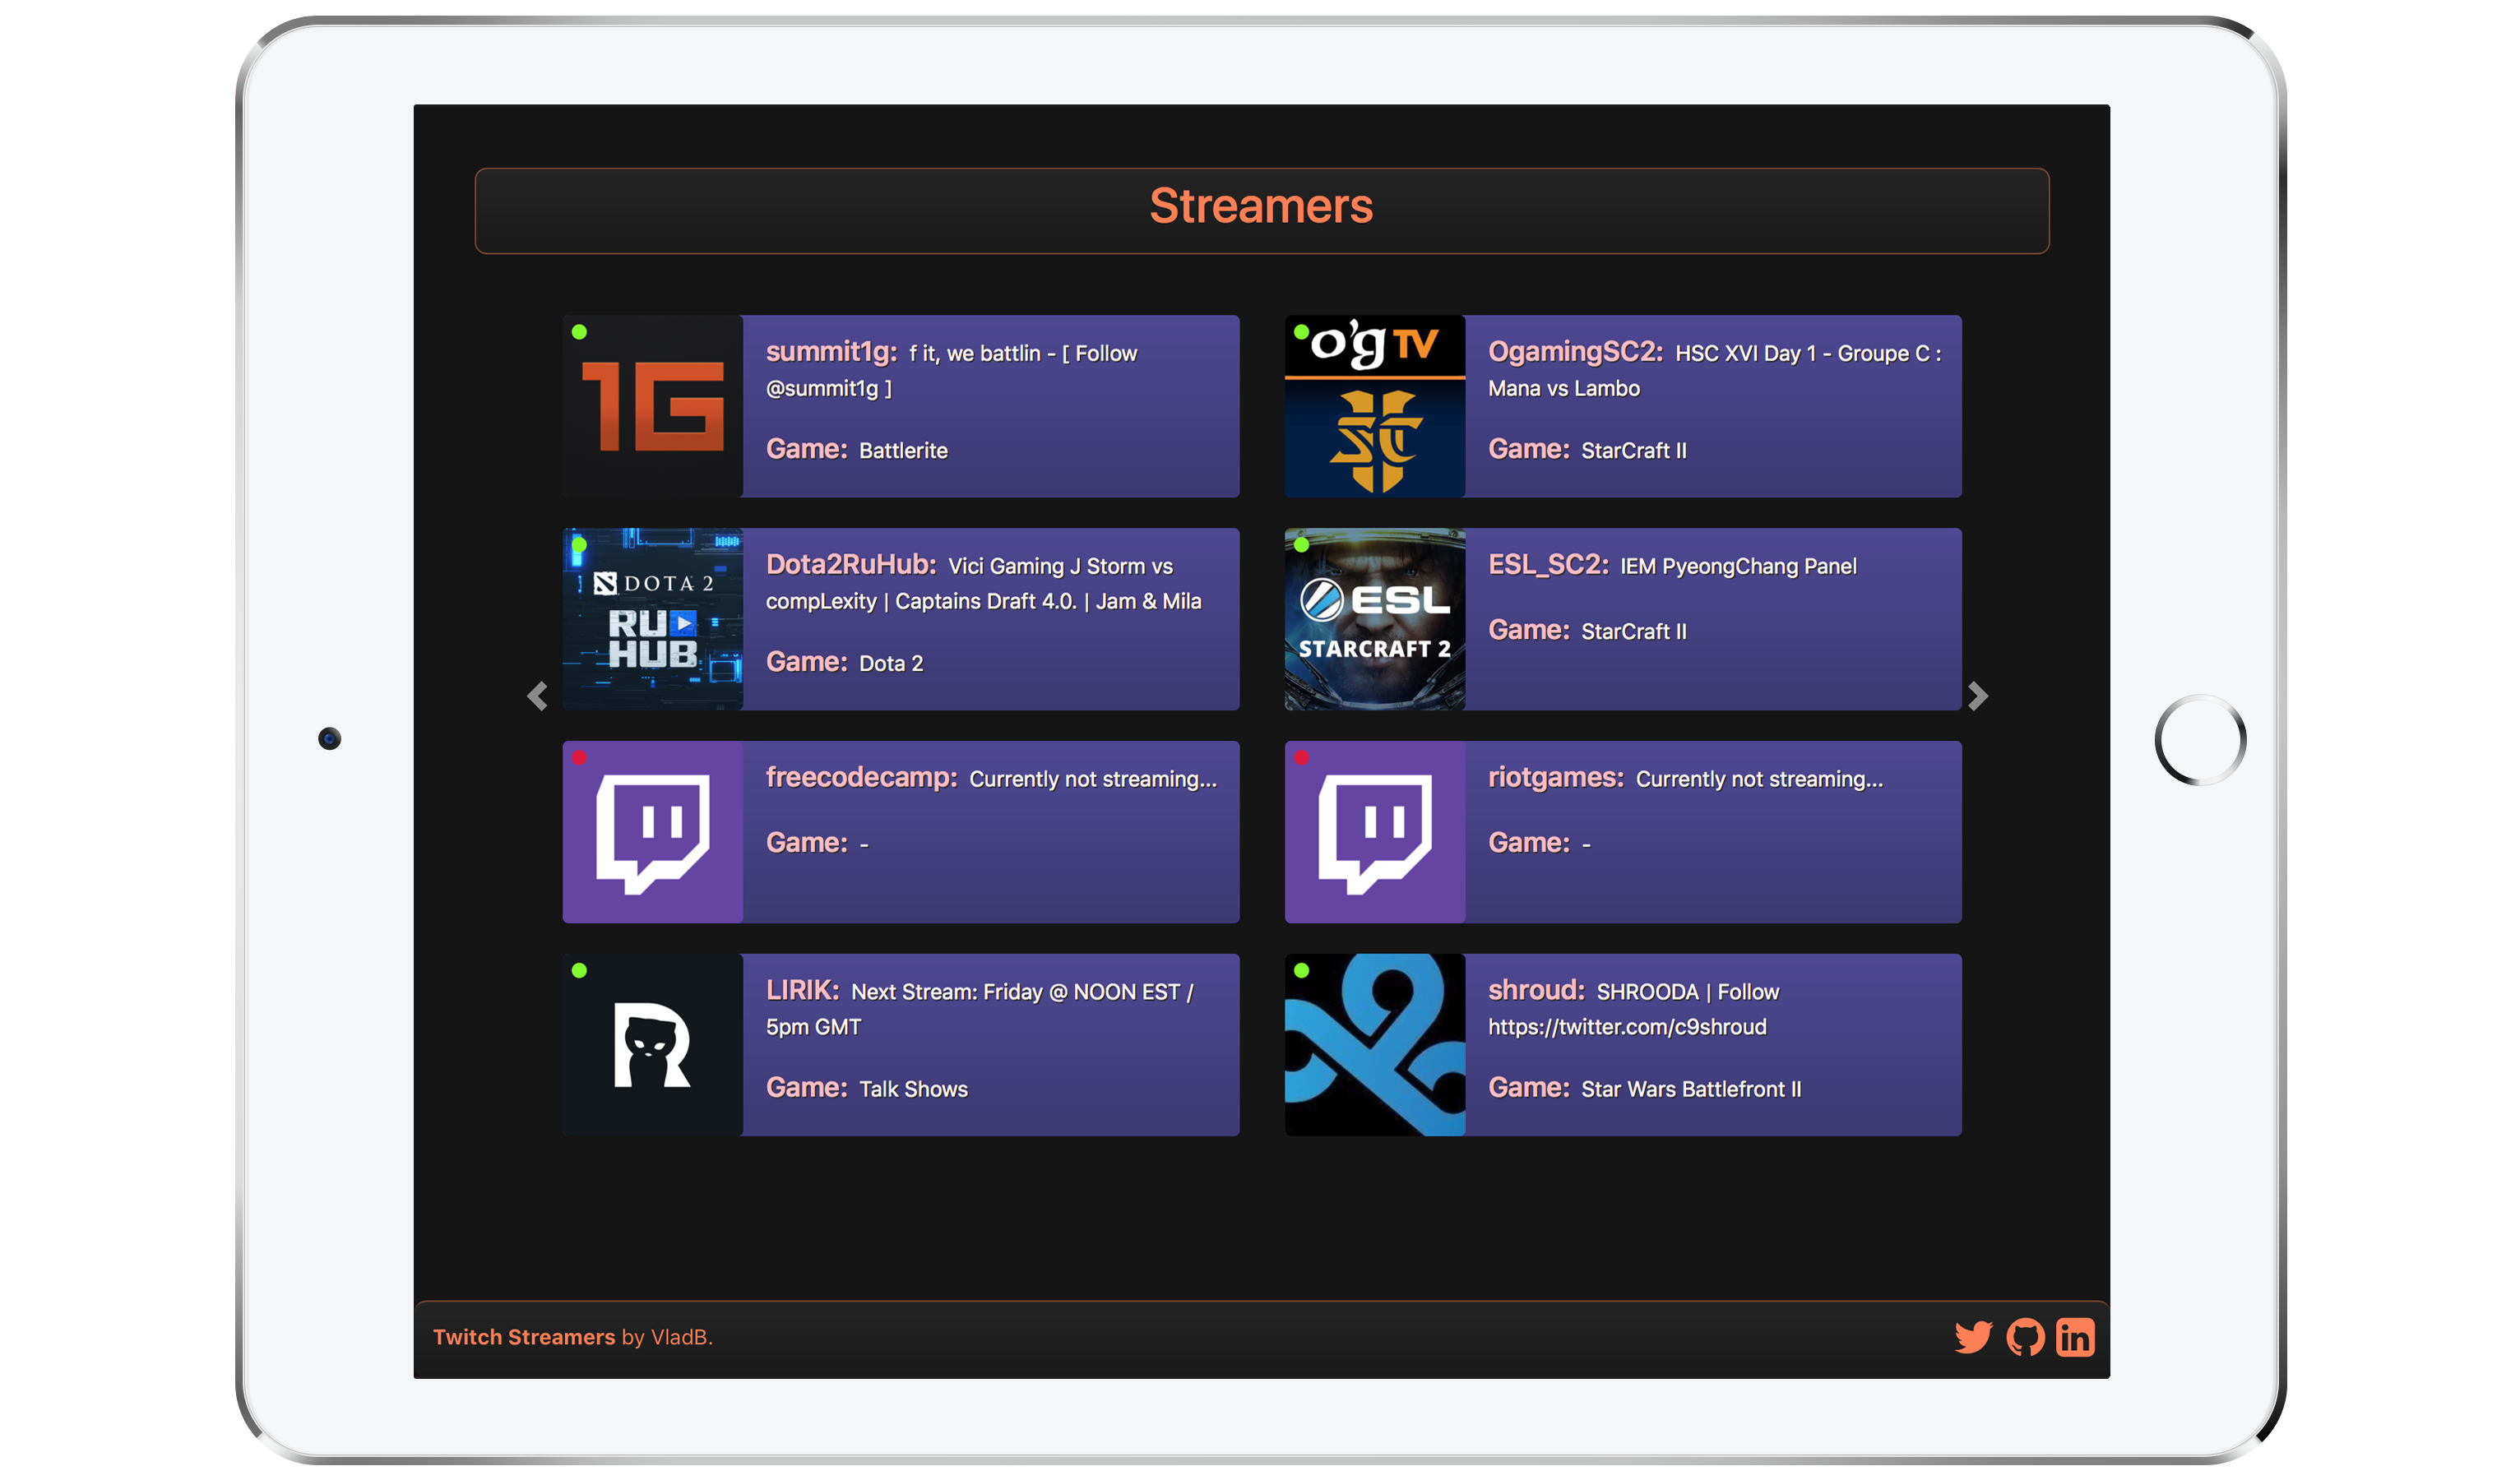 Streamers
1G
summit1g: f it, we battlin - [ Follow
@summit1g ]
Game: Battlerite
o'g TV
SC
OgamingSC2: HSC XVI Day 1 - Groupe C :
Mana vs Lambo
Game: StarCraft II
DOTA 2
RU
HUB
Dota2RuHub: Vici Gaming J Storm vs
compLexity | Captains Draft 4.0. | Jam & Mila
Game: Dota 2
ESL
STARCRAFT 2
ESL_SC2: IEM PyeongChang Panel
Game: StarCraft II
freecodecamp: Currently not streaming...
Game: -
riotgames: Currently not streaming...
Game: -
R
LIRIK: Next Stream: Friday @ NOON EST /
5pm GMT
Game: Talk Shows
shroud: SHROODA | Follow
https://twitter.com/c9shroud
Game: Star Wars Battlefront II
Twitch Streamers by VladB.
in